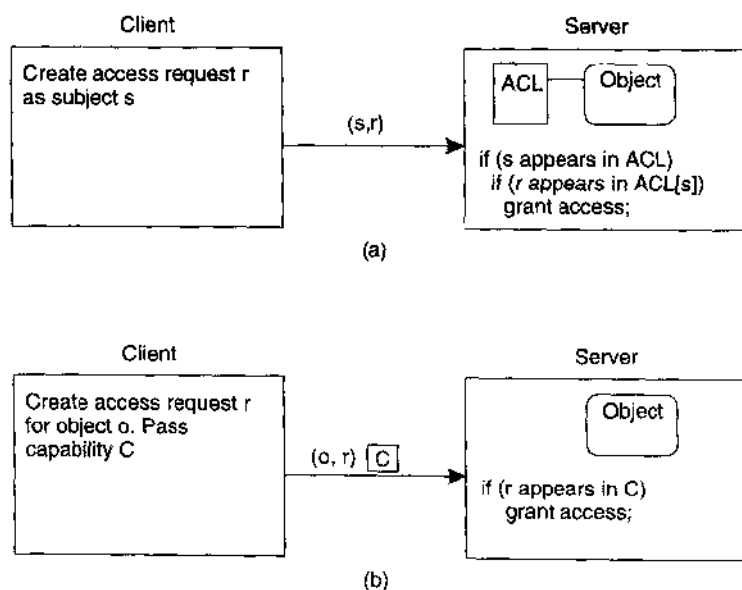 Client
Server
Create access request r
as subject s
(s,r)
ACL
Object
if (s appears in ACL)
if (r appears in ACL[s])
grant access;
(a)
Client
Server
Create access request r
for object o. Pass
capability C
(o, r) C
Object
if (r appears in C)
grant access;
(b)